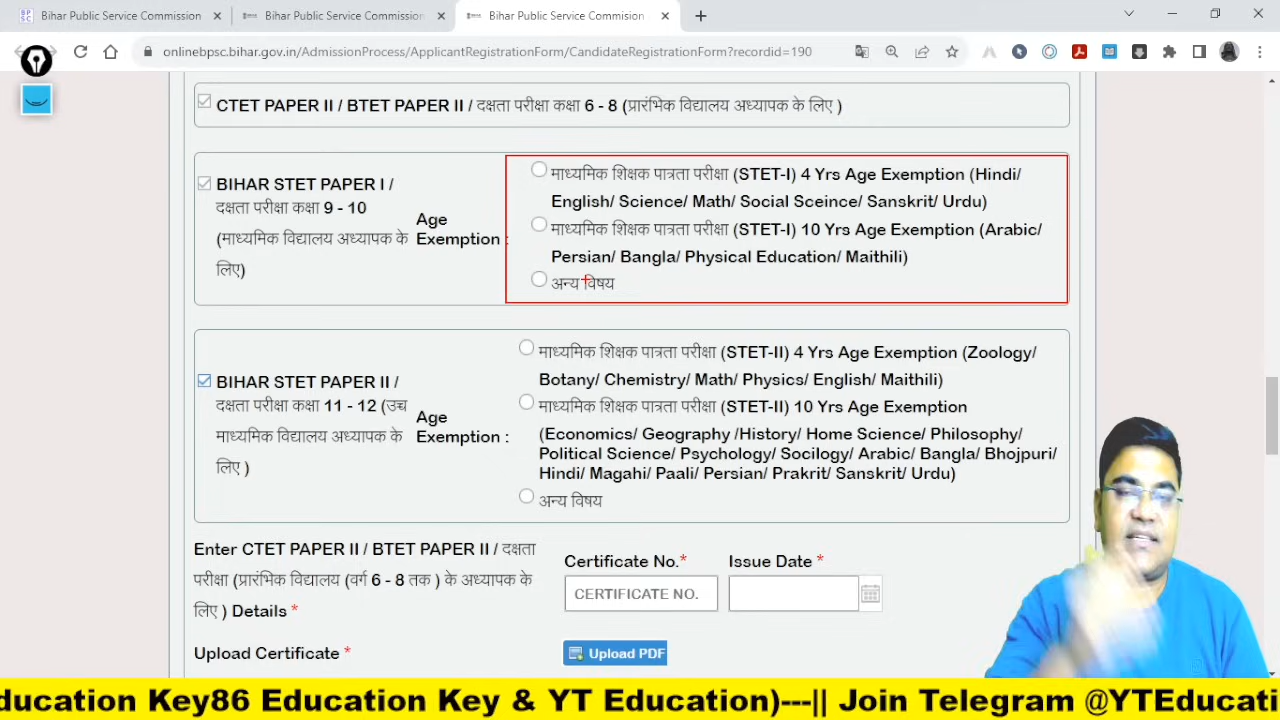 Bihar Public Service Commission
Bihar Public Service Commission
Bihar Public Service Commision
onlinebpsc.bihar.gov.in/AdmissionProcess/ApplicantRegistrationForm/CandidateRegistrationForm?recordid=190
CTET PAPER II / BTET PAPER II / दक्षता परीक्षा कक्षा 6 - 8 (प्रारंभिक विद्यालय अध्यापक के लिए )
BIHAR STET PAPER I /
दक्षता परीक्षा कक्षा 9 - 10
(माध्यमिक विद्यालय अध्यापक के
लिए)
Age
Exemption :
माध्यमिक शिक्षक पात्रता परीक्षा (STET-I) 4 Yrs Age Exemption (Hindi/
English/ Science/ Math/ Social Sceince/ Sanskrit/ Urdu)
माध्यमिक शिक्षक पात्रता परीक्षा (STET-I) 10 Yrs Age Exemption (Arabic/
Persian/ Bangla/ Physical Education/ Maithili)
अन्य विषय
BIHAR STET PAPER II /
दक्षता परीक्षा कक्षा 11 - 12 (उच्च
माध्यमिक विद्यालय अध्यापक के
लिए )
Age
Exemption :
माध्यमिक शिक्षक पात्रता परीक्षा (STET-II) 4 Yrs Age Exemption (Zoology/
Botany/ Chemistry/ Math/ Physics/ English/ Maithili)
माध्यमिक शिक्षक पात्रता परीक्षा (STET-II) 10 Yrs Age Exemption
(Economics/ Geography /History/ Home Science/ Philosophy/
Political Science/ Psychology/ Socilogy/ Arabic/ Bangla/ Bhojpuri/
Hindi/ Magahi/ Paali/ Persian/ Prakrit/ Sanskrit/ Urdu)
अन्य विषय
Enter CTET PAPER II / BTET PAPER II / दक्षता
परीक्षा (प्रारंभिक विद्यालय (वर्ग 6 - 8 तक ) के अध्यापक के
लिए ) Details *
Certificate No.*
Issue Date *
CERTIFICATE NO.
Upload Certificate *
Upload PDF
ducation Key86 Education Key & YT Education)---|| Join Telegram @YTEducati